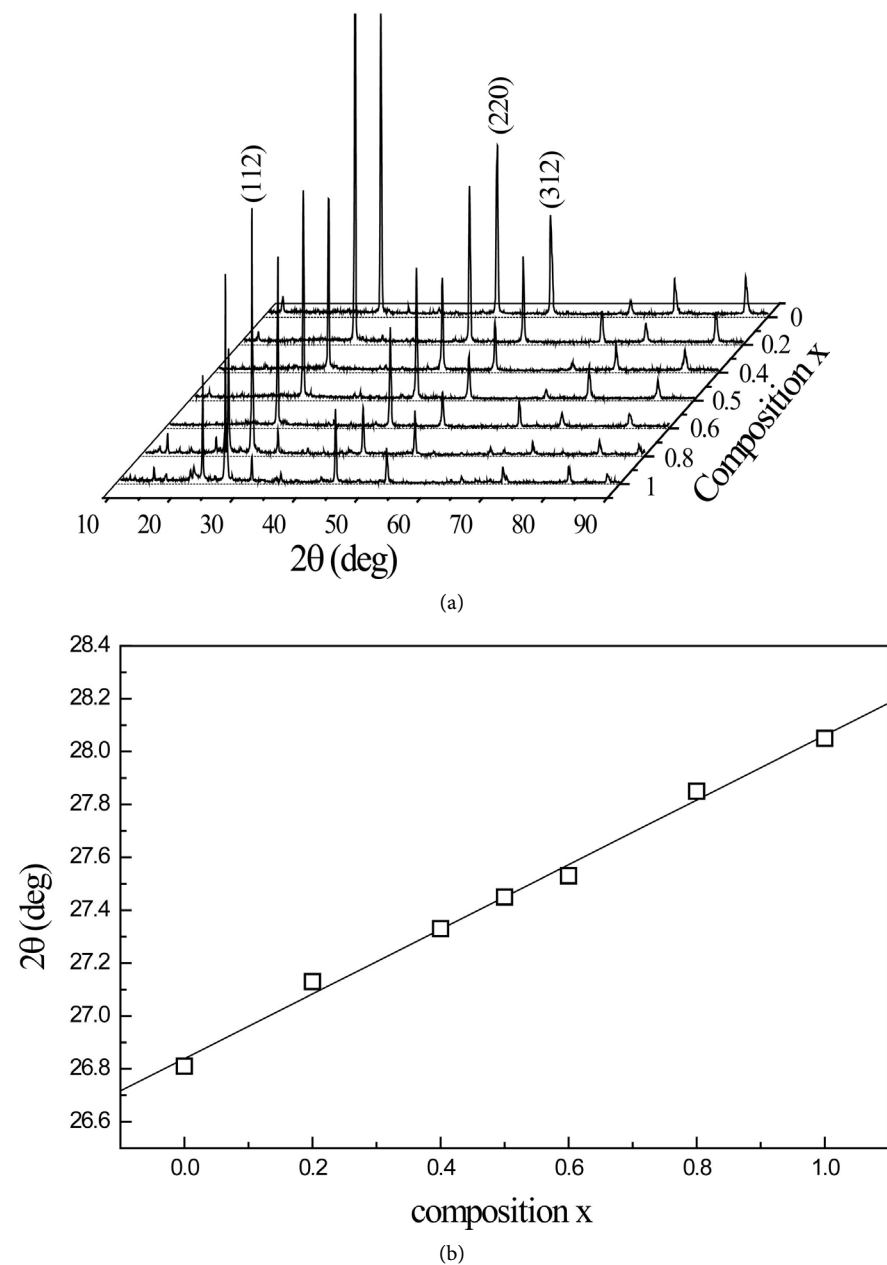 (112)
(220)
(312)
0
0.2
0.4
0.5
0.6
0.8
1
Composition x
10 20 30 40 50 60 70 80 90
2θ (deg)
(a)
28.4
28.2
28.0
27.8
27.6
27.4
27.2
27.0
26.8
26.6
2θ (deg)
0.0 0.2 0.4 0.6 0.8 1.0
composition x
(b)